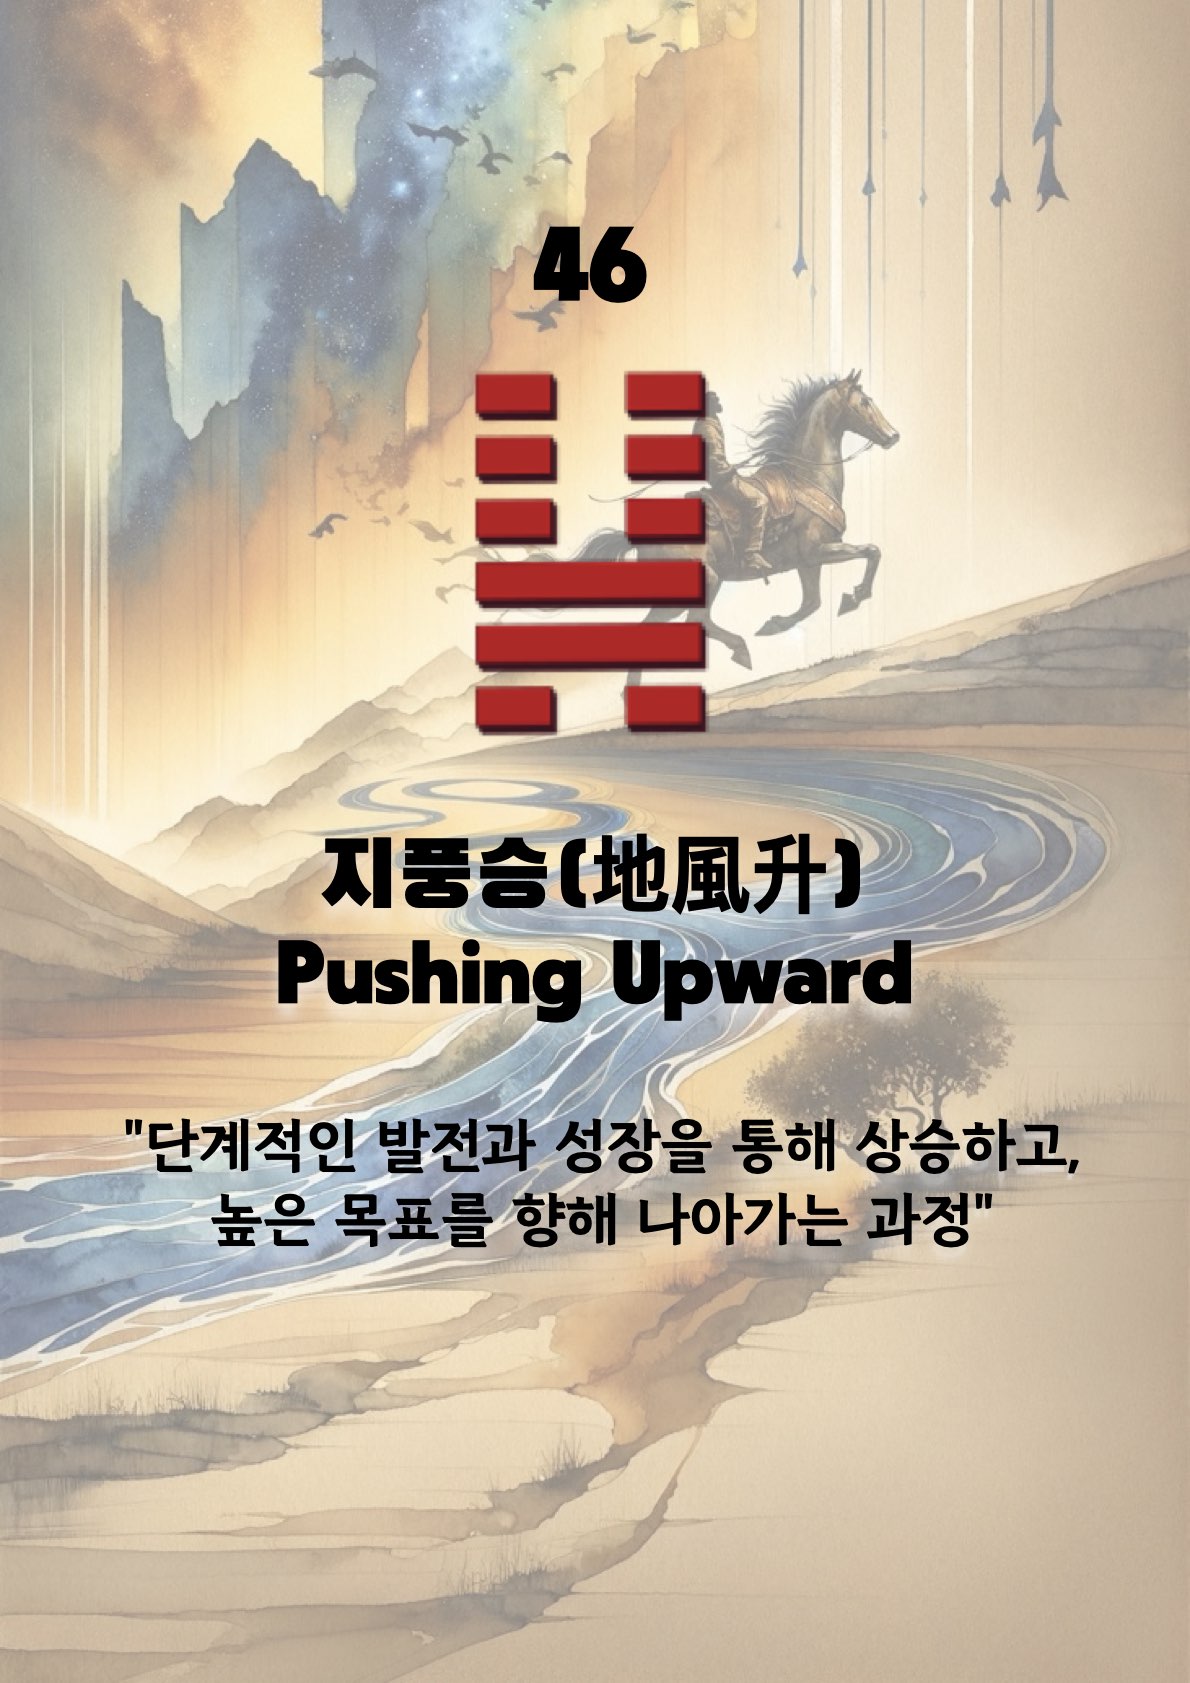 46
지풍승(地風升)
Pushing Upward
"단계적인 발전과 성장을 통해 상승하고,
높은 목표를 향해 나아가는 과정"